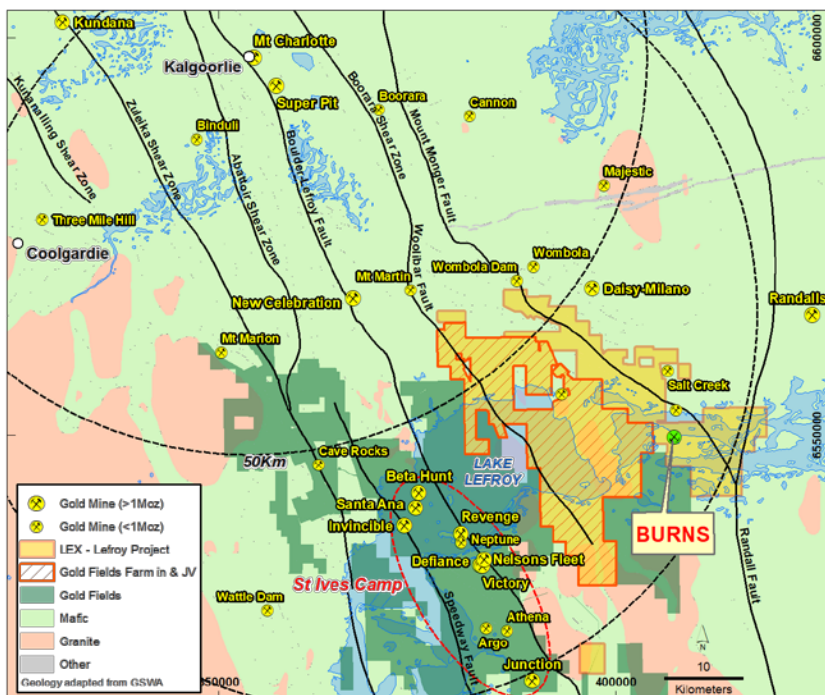 Kundana
Mt Charlotte
Kalgoorlie
Super Pit
Boorara
Cannon
Binduli
Majestic
Three Mile Hill
Coolgardie
Kunanalling Shear Zone
Zuleika Shear Zone
Abattoir Shear Zone
Boulder Lefroy Fault
Boorara Shear Zone
Mount Monger Fault
Woolibar Fault
6600000
Wombola
Wombola Dam
Mt Martin
Daisy-Milano
New Celebration
Randalls
Mt Marion
Salt Creek
50Km
Cave Rocks
LAKE
LEFROY
6550000
Beta Hunt
Santa Ana
Invincible
Revenge
Neptune
BURNS
Defiance
Nelsons Fleet
Victory
St Ives Camp
Randall Fault
Wattle Dam
Speedway Fault
Athena
Argo
Junction
Gold Mine (>1Moz)
Gold Mine (<1Moz)
LEX - Lefroy Project
Gold Fields Farm in & JV
Gold Fields
Mafic
Granite
Other
Geology adapted from GSWA
400000
N
10
Kilometers